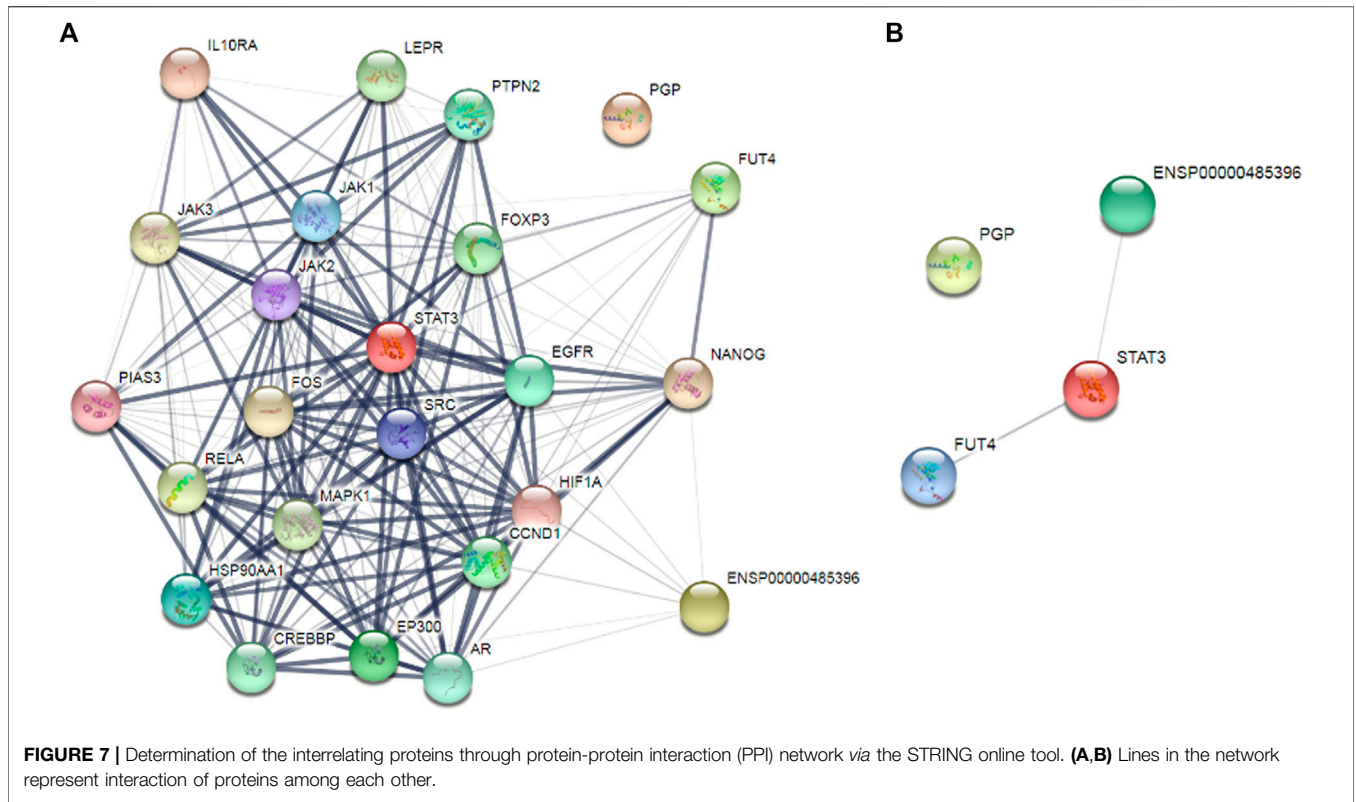 A
B
IL10RA
LEPR
PTPN2
PGP
FUT4
JAK1
JAK3
FOXP3
JAK2
STAT3
EGFR
NANOG
PIAS3
FOS
SRC
RELA
MAPK1
HIF1A
CCND1
HSP90AA1
ENSP00000485396
CREBBP
EP300
AR
ENSP00000485396
PGP
STAT3
FUT4
FIGURE 7 | Determination of the interrelating proteins through protein-protein interaction (PPI) network via the STRING online tool. (A,B) Lines in the network
represent interaction of proteins among each other.